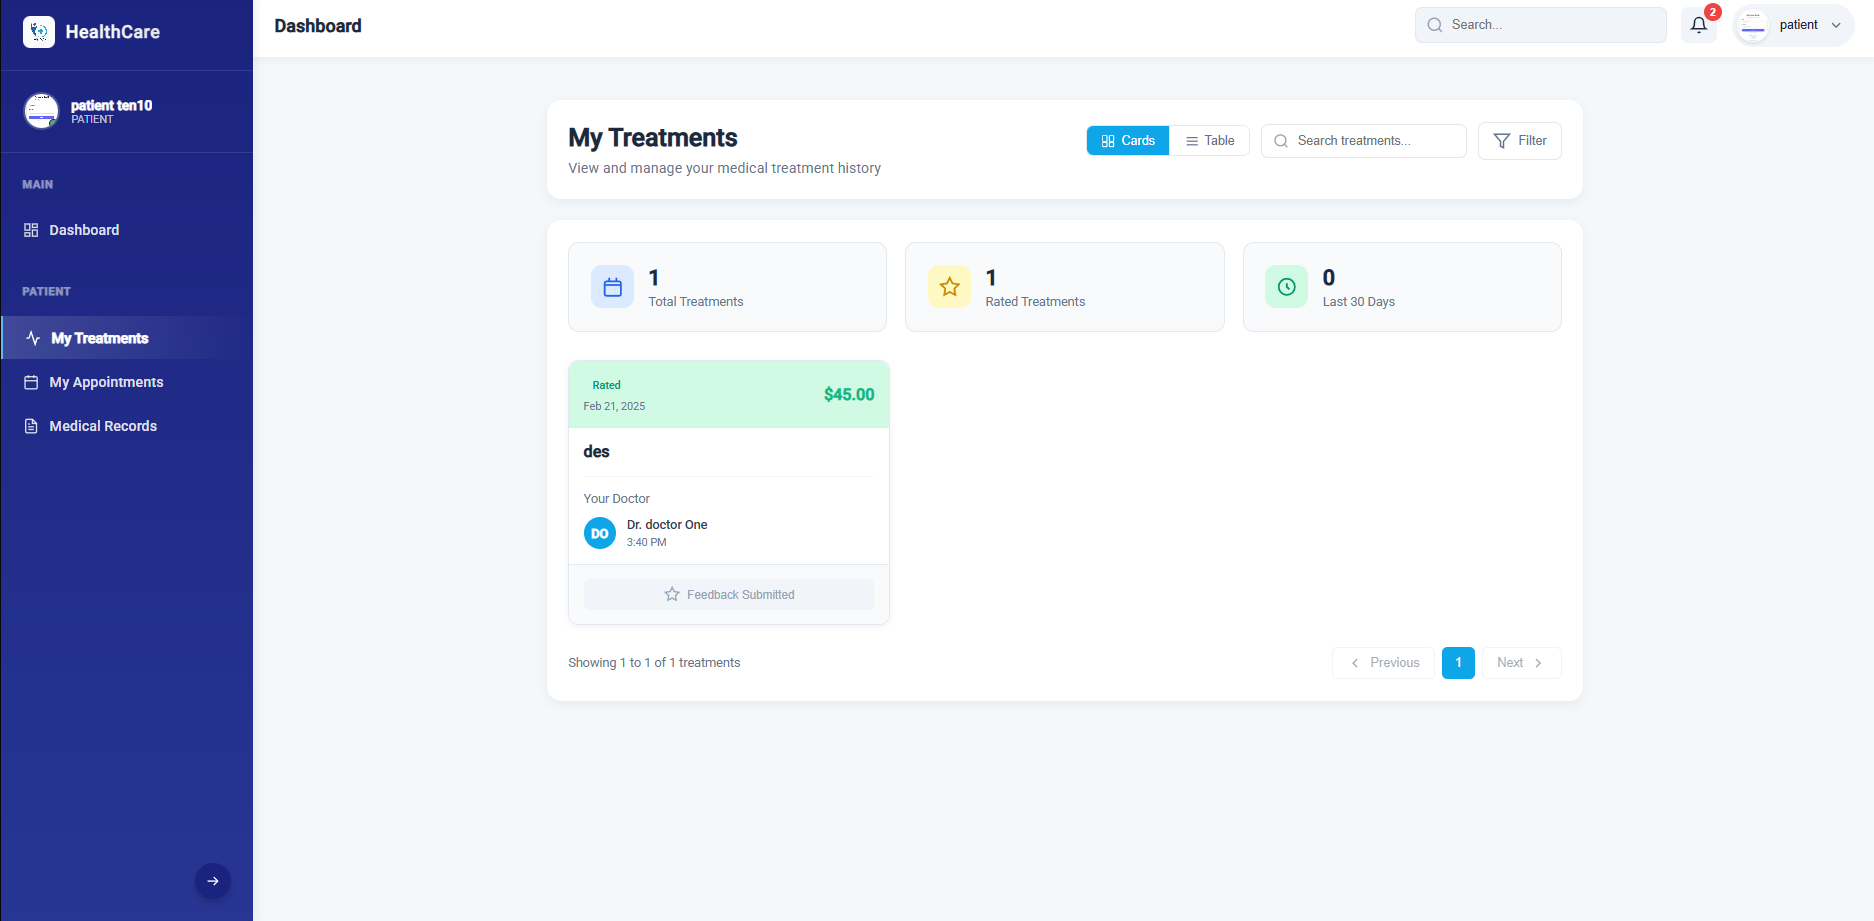 HealthCare
patient ten10
PATIENT
MAIN
Dashboard
PATIENT
My Treatments
My Appointments
Medical Records
Dashboard
Search...
2
patient
My Treatments
View and manage your medical treatment history
Cards
Table
Search treatments...
Filter
1
Total Treatments
1
Rated Treatments
0
Last 30 Days
Rated
Feb 21, 2025
$45.00
des
Your Doctor
DO
Dr. doctor One
3:40 PM
Feedback Submitted
Showing 1 to 1 of 1 treatments
Previous
1
Next